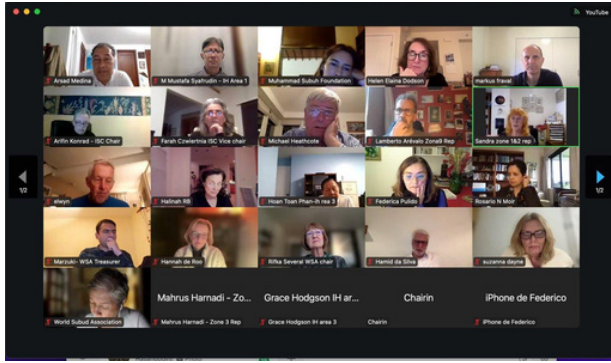 YouTube
Arsad Medina
M Mustafa Syafrudin - IH Area 1
Muhammad Subuh Foundation
Helen Elaina Dodson
markus fraval
Arifin Konrad - ISC Chair
Farah Czwiertnia ISC Vice chair
Michael Heathcote
Lamberto Arévalo Zona9 Rep
Sandra zone 1&2 rep
elwyn
Halinah RB
Hoan Toan Phan-ih rea 3
Federica Pulido
Rosario N Moir
1/2
1/2
Marzuki- WSA Treasurer
Hannah de Roo
Rifka Several WSA chair
Hamid da Silva
suzanna dayne
World Subud Association
Mahrus Harnadi - Zo...
Mahrus Harnadi - Zone 3 Rep
Grace Hodgson IH ar...
Grace Hodgson IH area 3
Chairin
Chairin
iPhone de Federico
iPhone de Federico